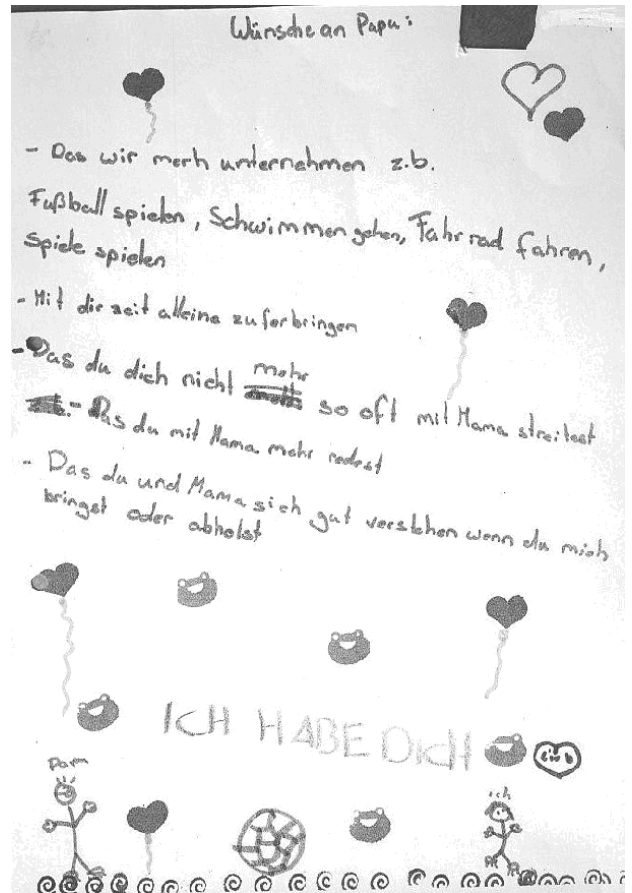 Wünsche an Papa:
- Das wir merh unternehmen z.b.
Fußball spielen, Schwimmen gehen, Fahrrad fahren,
Spiele spielen
- Mit dir zeit alleine zu ferbringen
- Das du dich nicht mehr so oft mit Mama streitest
- Das du mit Mama mehr redest
- Das du und Mama sich gut verstehen wenn du mich
bringst oder abholst
ICH HABE DICH lieb
ich